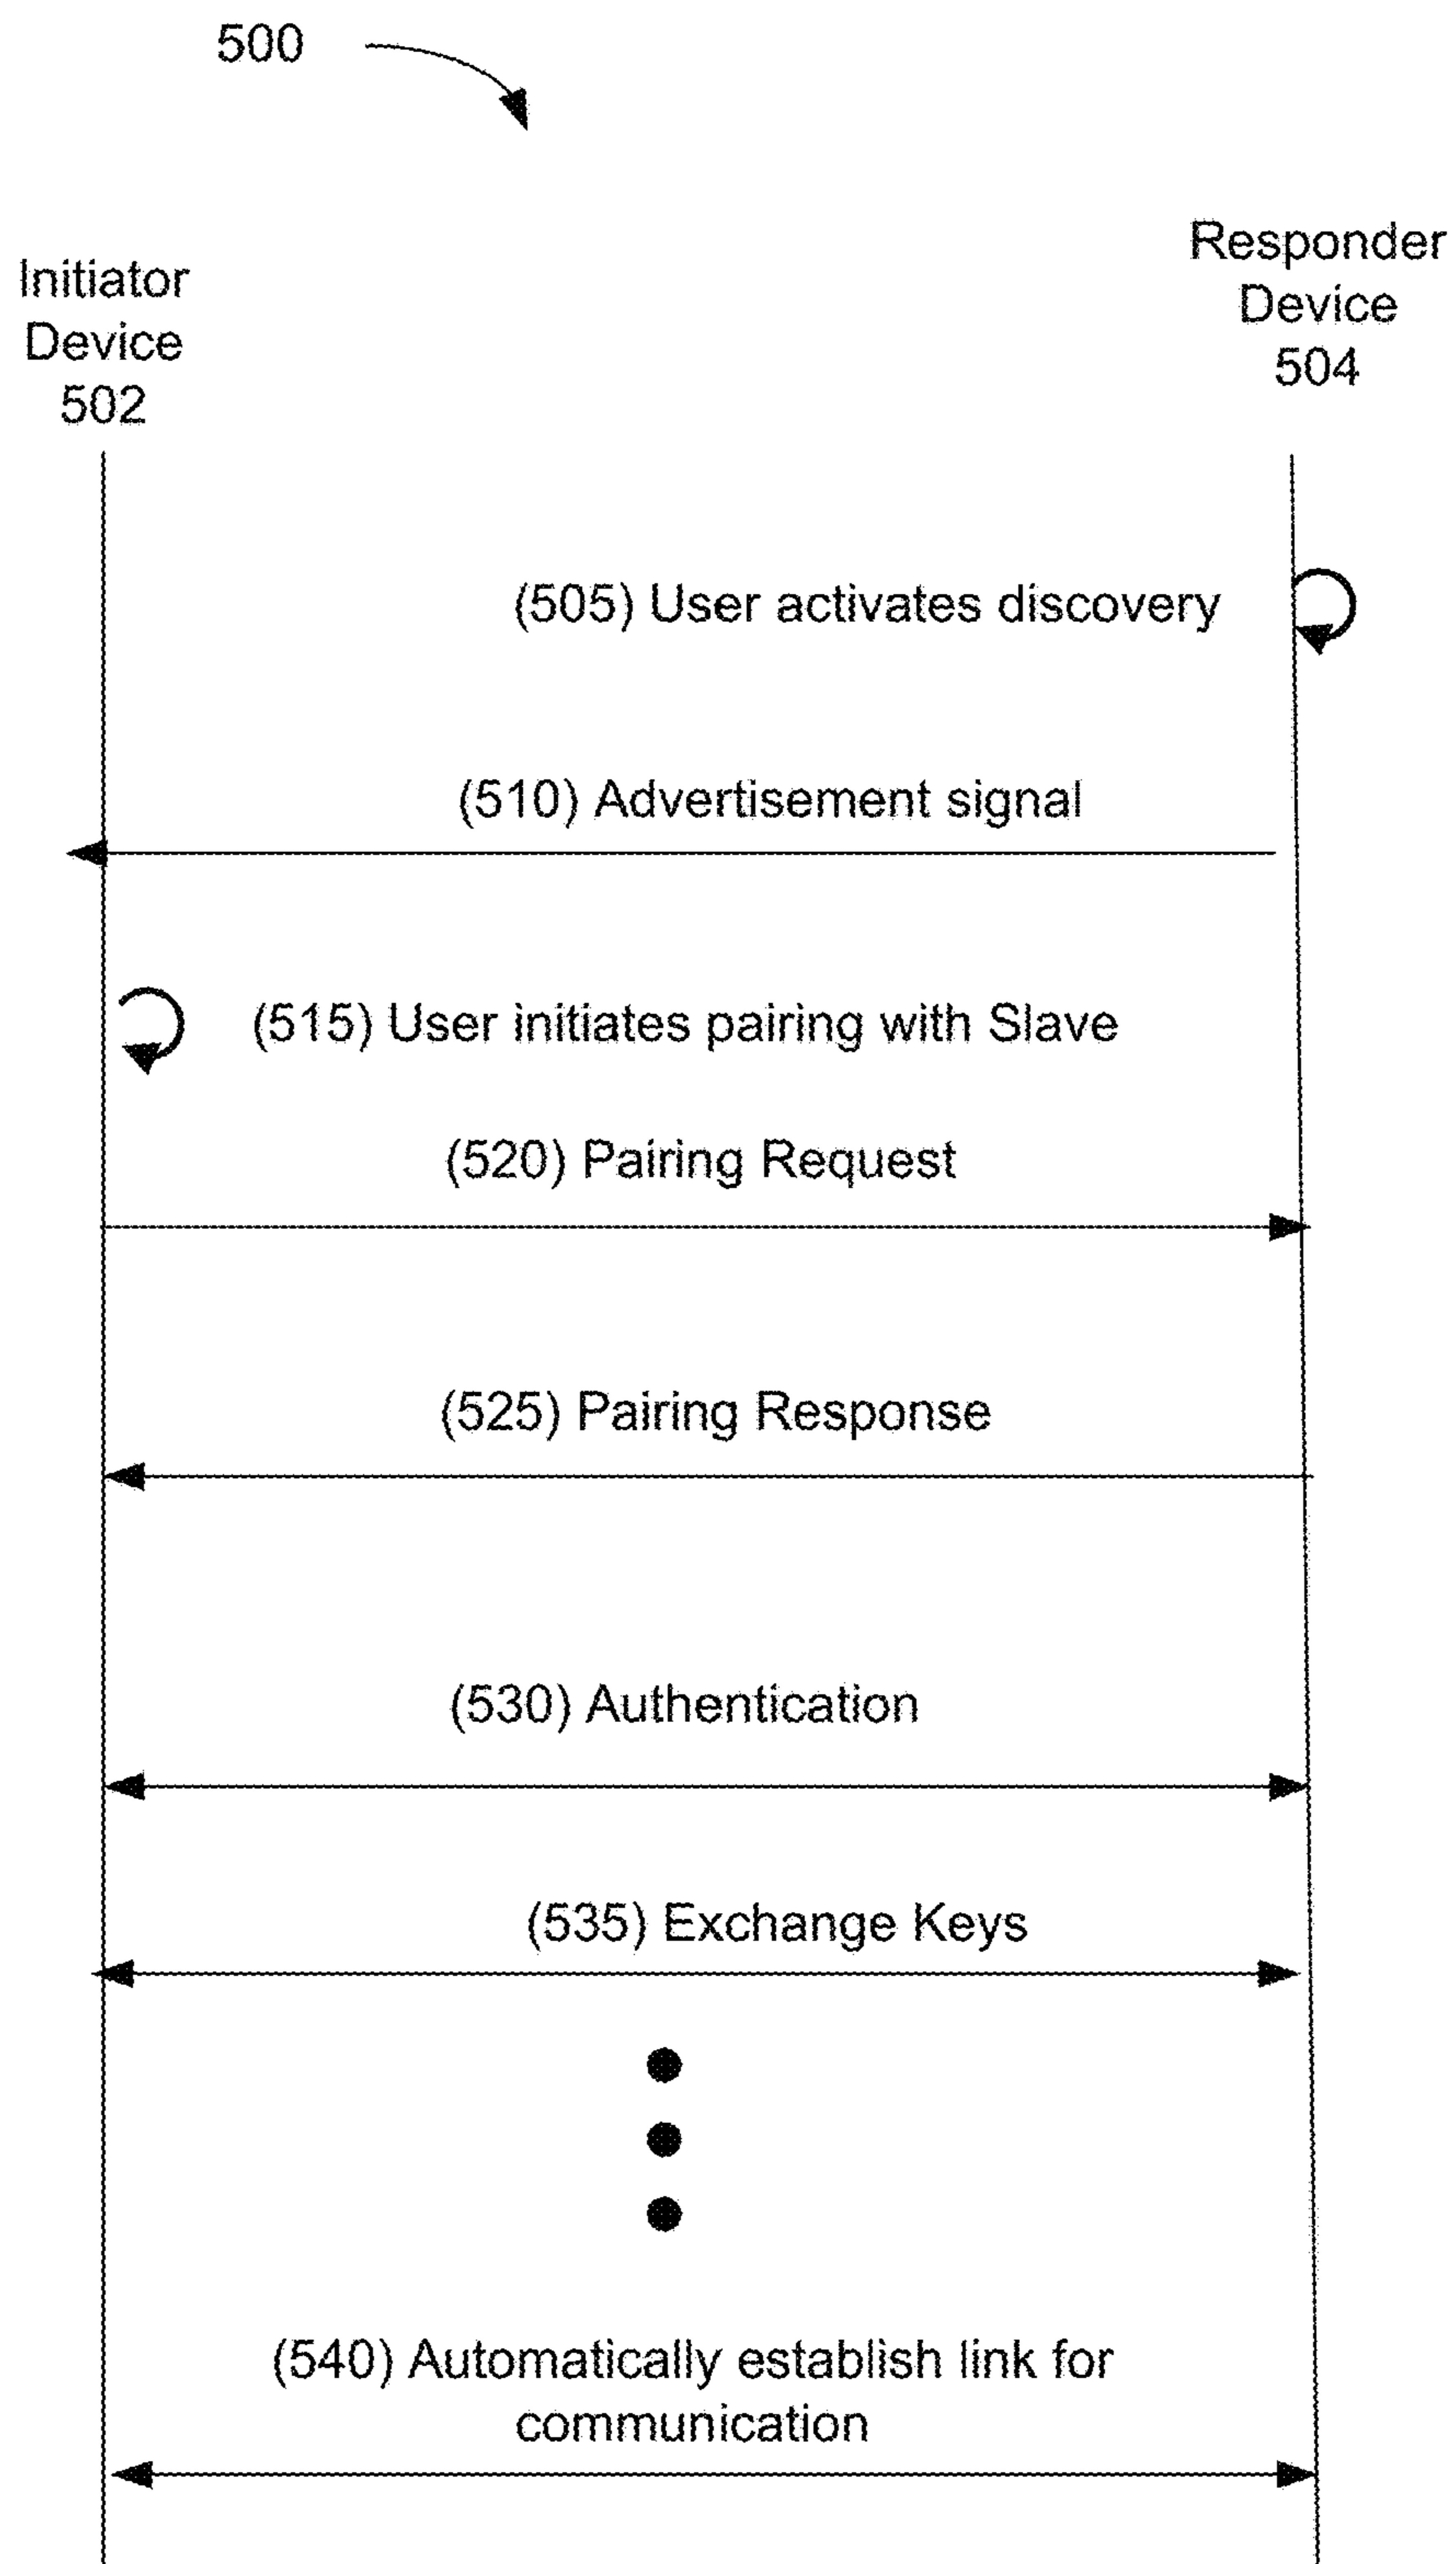 500
Initiator
Device
502
Responder
Device
504
(505) User activates discovery
(510) Advertisement signal
(515) User initiates pairing with Slave
(520) Pairing Request
(525) Pairing Response
(530) Authentication
(535) Exchange Keys
(540) Automatically establish link for
communication